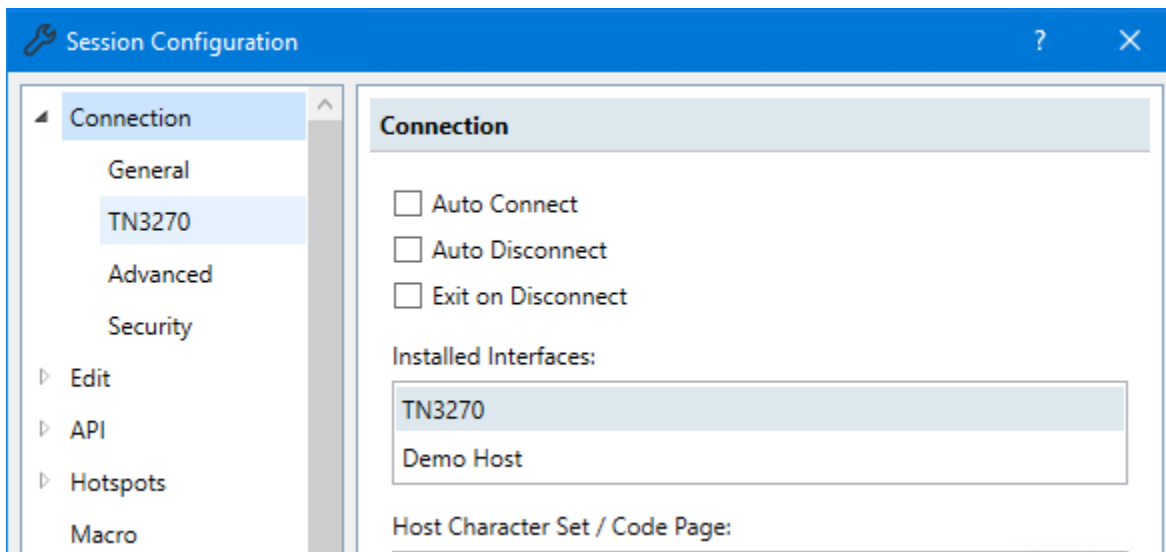 Session Configuration ?
Connection
General
TN3270
Advanced
Security
Edit
API
Hotspots
Macro
Connection
Auto Connect
Auto Disconnect
Exit on Disconnect
Installed Interfaces:
TN3270
Demo Host
Host Character Set / Code Page: